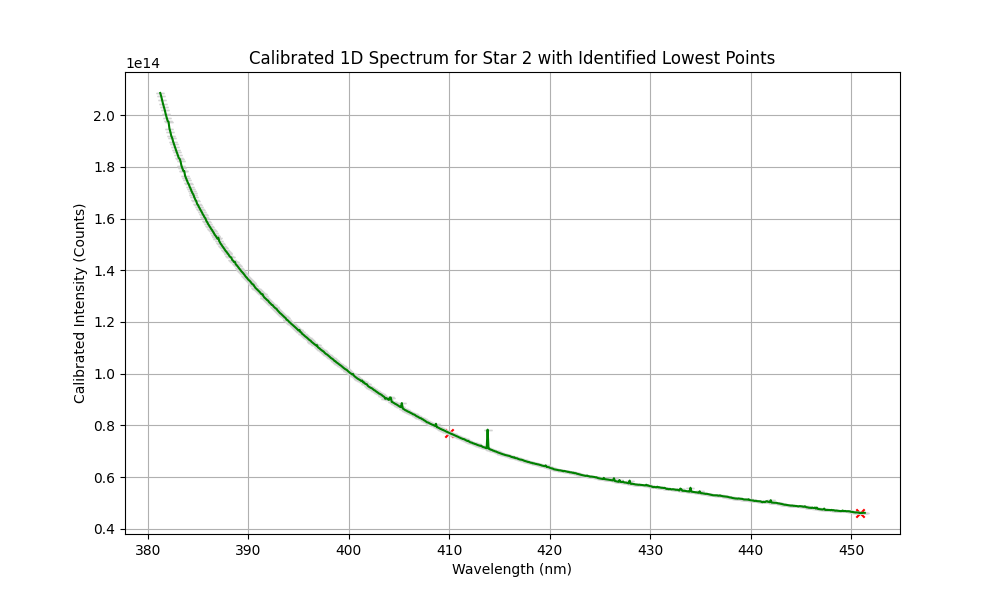 Calibrated 1D Spectrum for Star 2 with Identified Lowest Points
1e14
2.0
1.8
1.6
1.4
1.2
1.0
0.8
0.6
0.4
Calibrated Intensity (Counts)
380 390 400 410 420 430 440 450
Wavelength (nm)